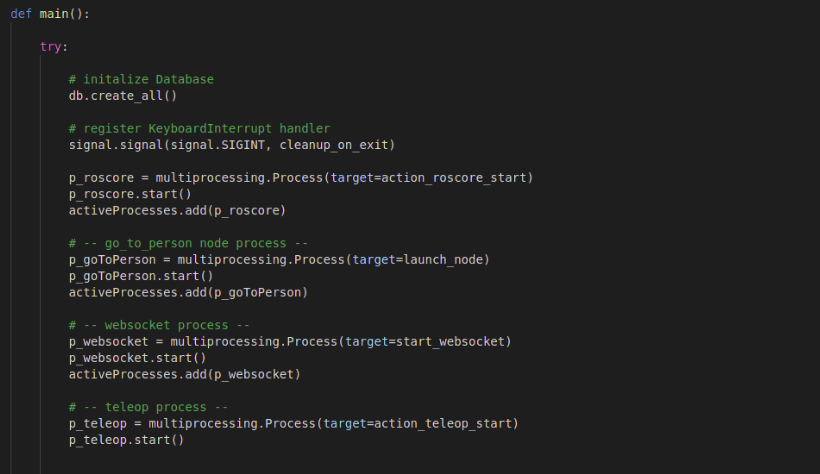 def main():
try:
# initalize Database
db.create_all()
# register KeyboardInterrupt handler
signal.signal(signal.SIGINT, cleanup_on_exit)
p_roscore = multiprocessing.Process(target=action_roscore_start)
p_roscore.start()
activeProcesses.add(p_roscore)
# -- go_to_person node process --
p_goToPerson = multiprocessing.Process(target=launch_node)
p_goToPerson.start()
activeProcesses.add(p_goToPerson)
# -- websocket process --
p_websocket = multiprocessing.Process(target=start_websocket)
p_websocket.start()
activeProcesses.add(p_websocket)
# -- teleop process --
p_teleop = multiprocessing.Process(target=action_teleop_start)
p_teleop.start()